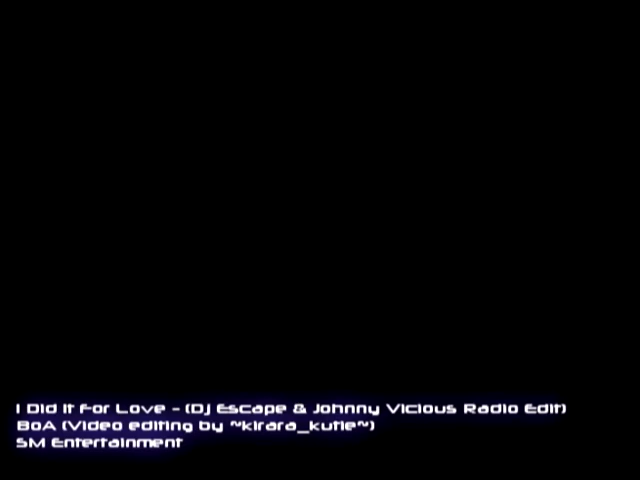 I Did It For Love - (DJ Escape & Johnny Vicious Radio Edit)
BoA (Video editing by ~kirara_kutie~)
SM Entertainment